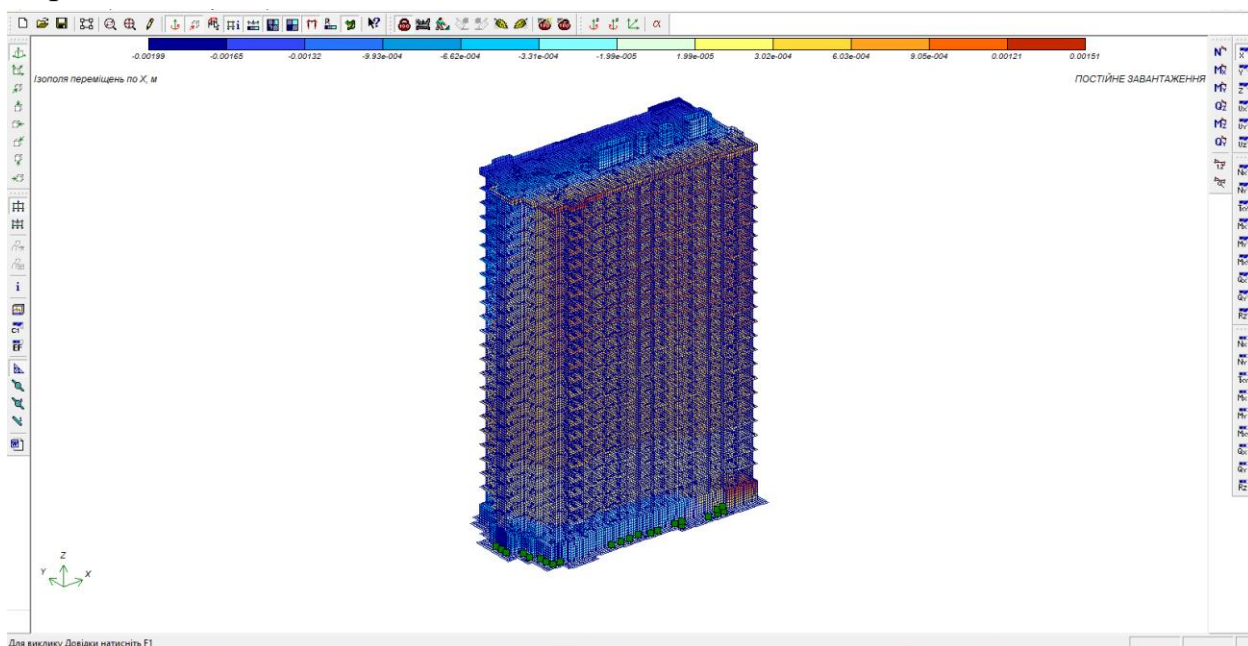 -0.00199 -0.00165 -0.00132 -9.93e-004 -6.62e-004 -3.31e-004 -1.99e-005 1.99e-005 3.02e-004 6.03e-004 9.05e-004 0.00121 0.00151
Ізополя переміщень по X, м
ПОСТІЙНЕ ЗАВАНТАЖЕННЯ
Z
Y X
Для виклику Довідки натисніть F1